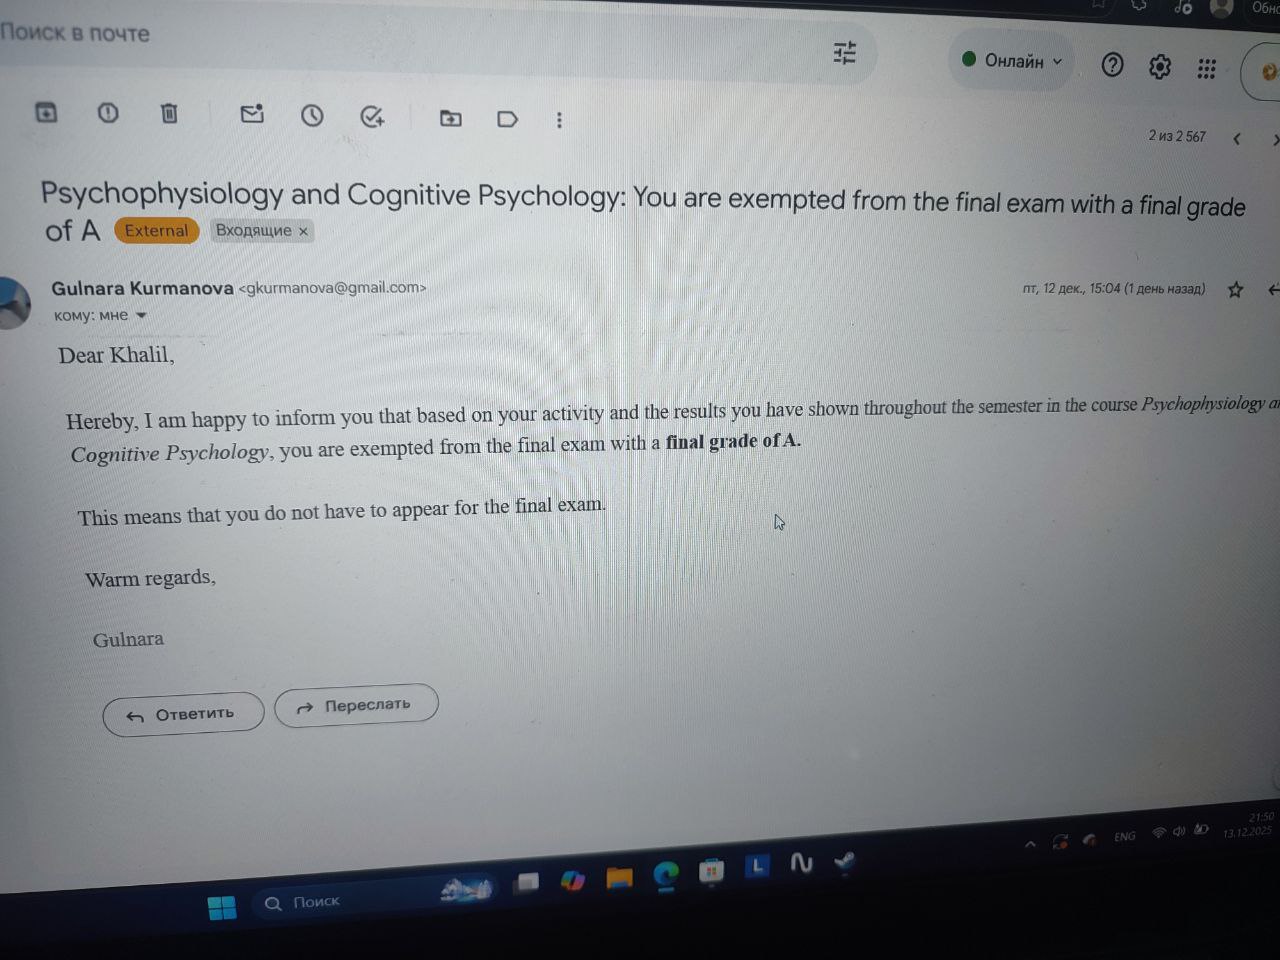 Поиск в почте
Обно
Онлайн
2 из 2 567
Psychophysiology and Cognitive Psychology: You are exempted from the final exam with a final grade
of A External Входящие ×
Gulnara Kurmanova <gkurmanova@gmail.com>
пт, 12 дек., 15:04 (1 день назад)
кому: мне
Dear Khalil,
Hereby, I am happy to inform you that based on your activity and the results you have shown throughout the semester in the course Psychophysiology an
Cognitive Psychology, you are exempted from the final exam with a final grade of A.
This means that you do not have to appear for the final exam.
Warm regards,
Gulnara
Ответить
Переслать
ENG
21:50
13.12.2025
Поиск
L